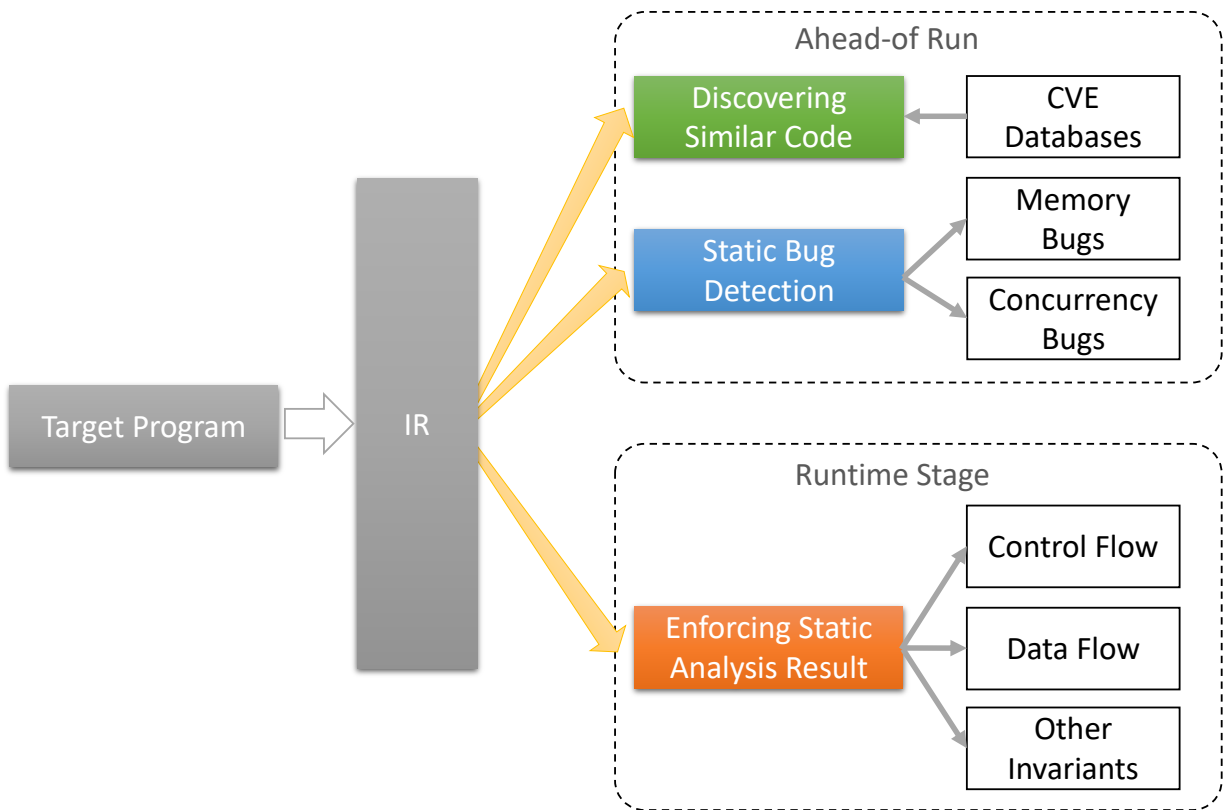 Target Program
IR
Ahead-of Run
Discovering
Similar Code
CVE
Databases
Static Bug
Detection
Memory
Bugs
Concurrency
Bugs
Runtime Stage
Enforcing Static
Analysis Result
Control Flow
Data Flow
Other
Invariants